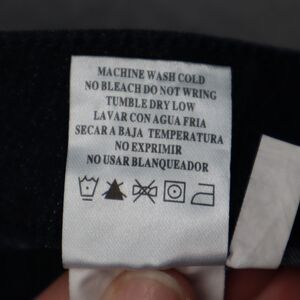 MACHINE WASH COLD
NO BLEACH DO NOT WRING
TUMBLE DRY LOW
LAVAR CON AGUA FRIA
SECAR A BAJA TEMPERATURA
NO EXPRIMIR
NO USAR BLANQUEADOR